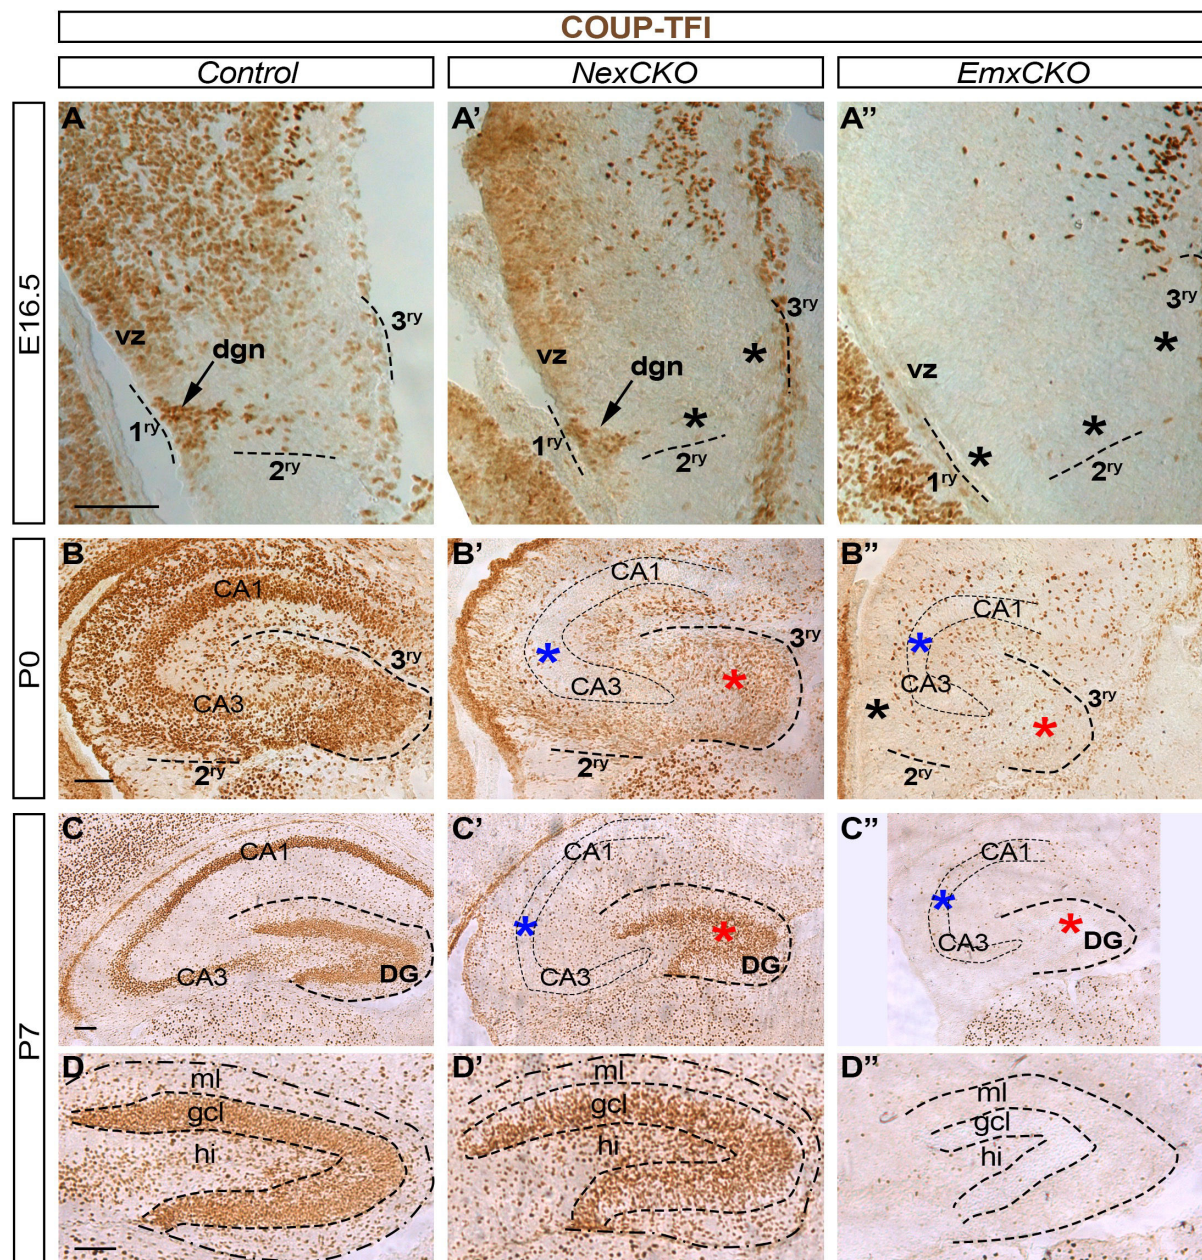 COUP-TFI
Control
NexCKO
EmxCKO
E16.5
A
vz
dgn
1ry
2ry
3ry
A'
vz
dgn
1ry
2ry
3ry
*
*
A"
vz
1ry
2ry
3ry
*
*
*
P0
B
CA1
CA3
3ry
2ry
B'
CA1
CA3
3ry
2ry
*
*
B"
CA1
CA3
3ry
2ry
*
*
*
P7
C
CA1
CA3
DG
C'
CA1
CA3
DG
*
*
C"
CA1
CA3
DG
*
*
D
ml
gcl
hi
D'
ml
gcl
hi
D"
ml
gcl
hi